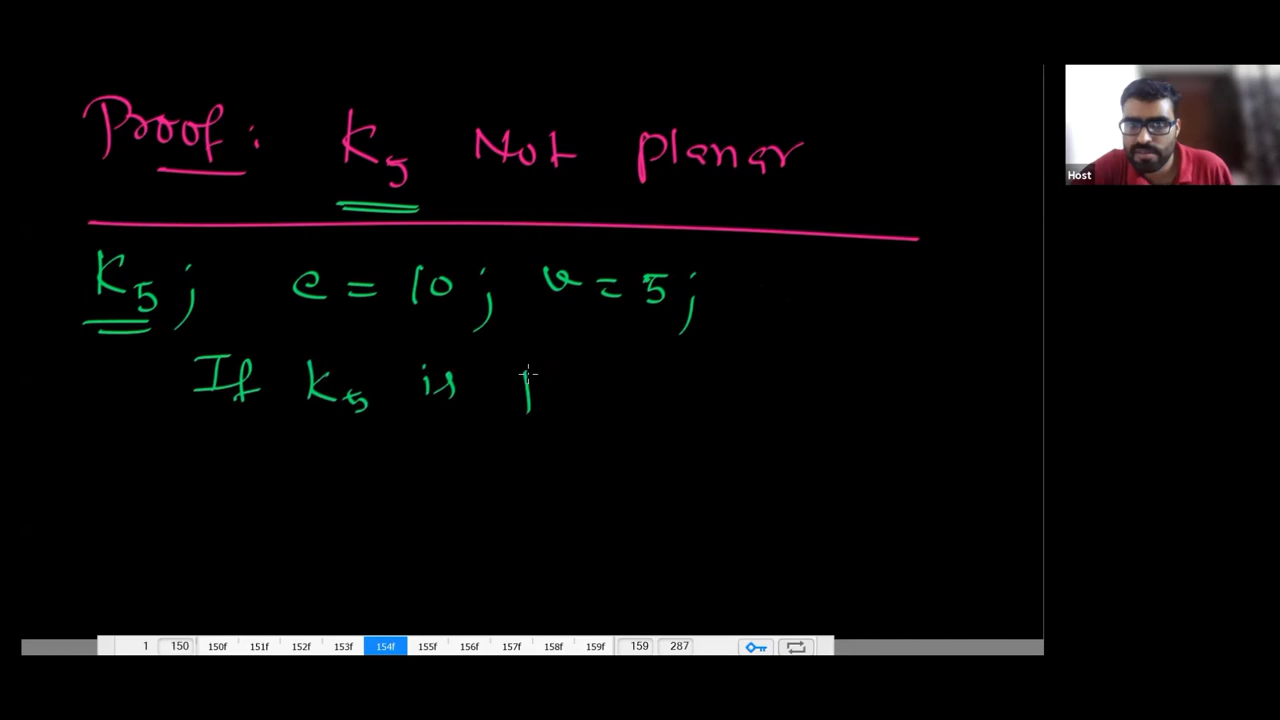 Proof: K5 Not planar
K5; e = 10; v = 5;
If K5 is p
Host
1 150 150f 151f 152f 153f 154f 155f 156f 157f 158f 159f 159 287